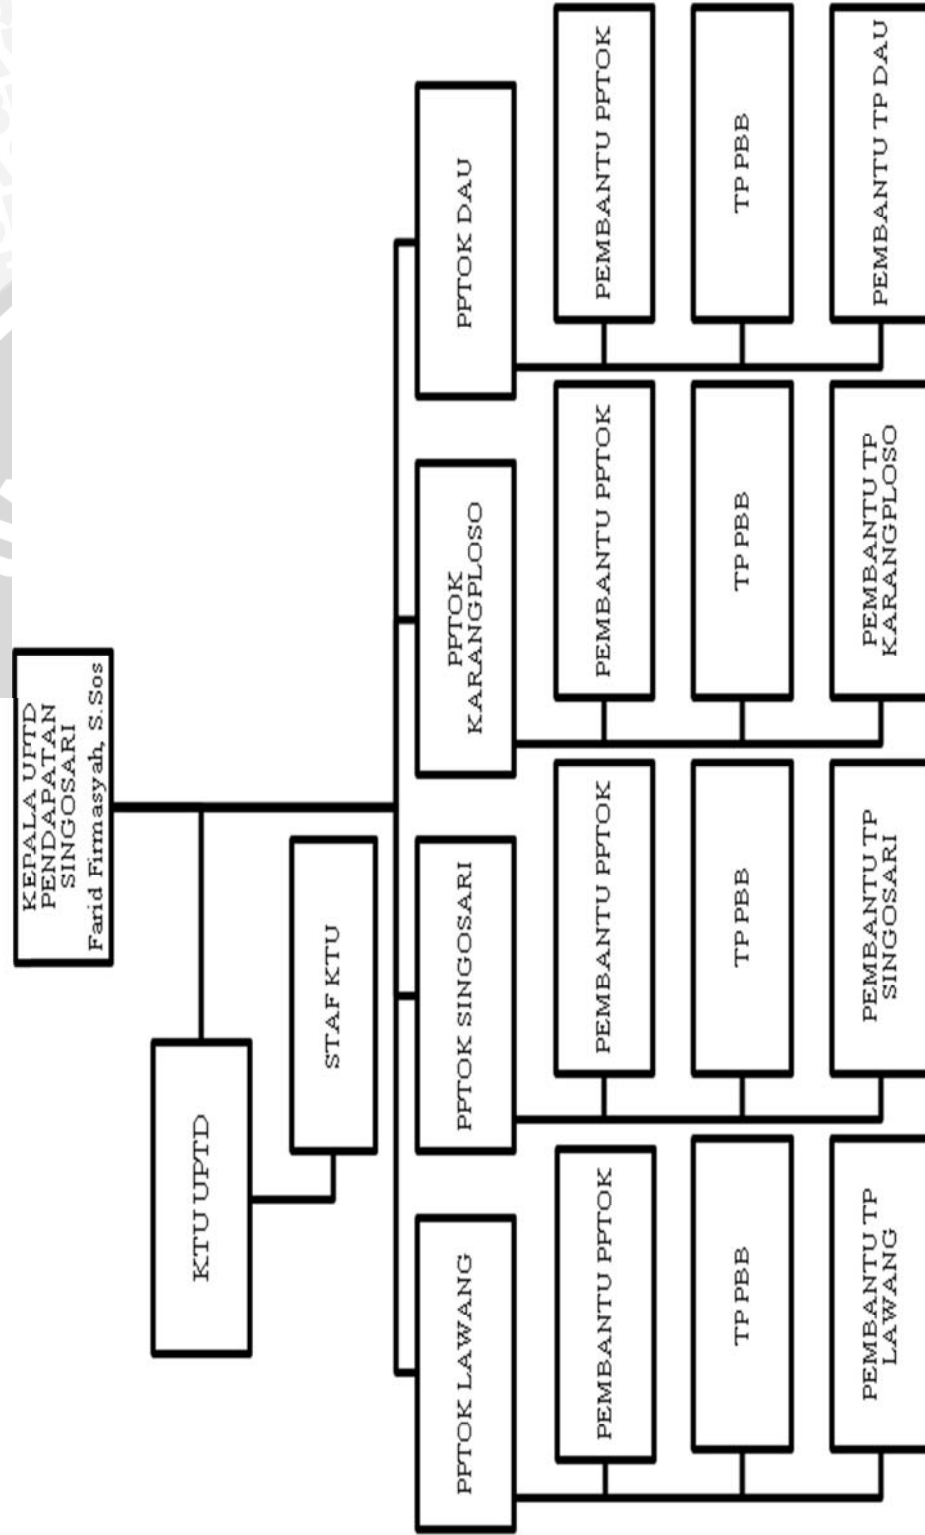 KEPALA UPTD
PENDAPATAN
SINGOSARI
Farid Firmasyah, S.Sos
KTU UPTD
STAF KTU
PPTOK LAWANG
PPTOK SINGOSARI
PPTOK
KARANGPLOSO
PPTOK DAU
PEMBANTU PPTOK
PEMBANTU PPTOK
PEMBANTU PPTOK
PEMBANTU PPTOK
TP PBB
TP PBB
TP PBB
TP PBB
PEMBANTU TP
LAWANG
PEMBANTU TP
SINGOSARI
PEMBANTU TP
KARANGPLOSO
PEMBANTU TP DAU